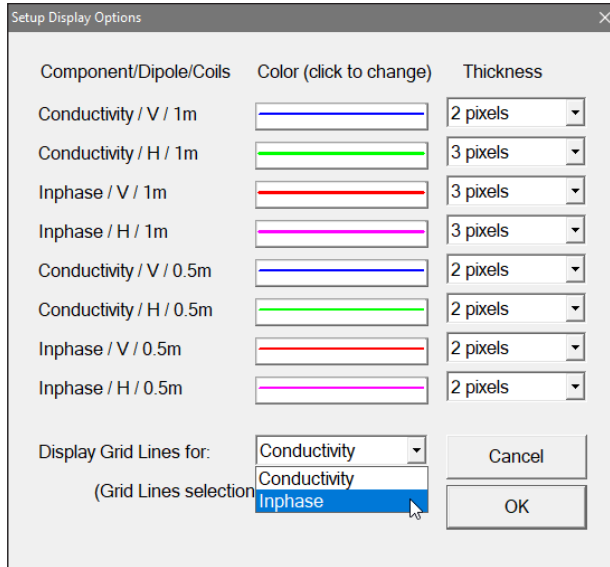 Setup Display Options
Component/Dipole/Coils Color (click to change) Thickness
Conductivity / V / 1m 2 pixels
Conductivity / H / 1m 3 pixels
Inphase / V / 1m 3 pixels
Inphase / H / 1m 3 pixels
Conductivity / V / 0.5m 2 pixels
Conductivity / H / 0.5m 2 pixels
Inphase / V / 0.5m 2 pixels
Inphase / H / 0.5m 2 pixels
Display Grid Lines for: Conductivity Cancel
Conductivity
(Grid Lines selection Inphase OK